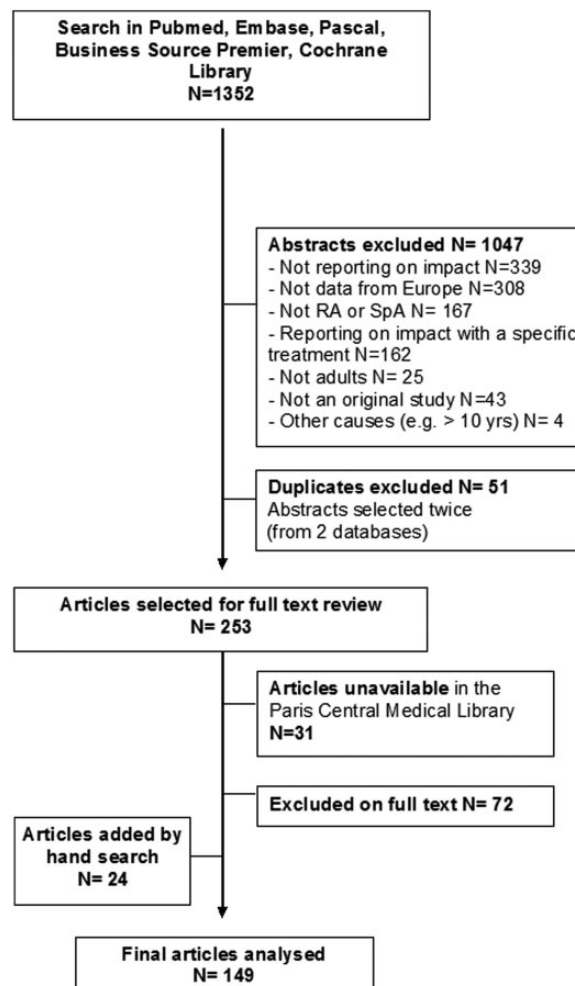 Search in Pubmed, Embase, Pascal,
Business Source Premier, Cochrane
Library
N=1352
Abstracts excluded N= 1047
- Not reporting on impact N=339
- Not data from Europe N=308
- Not RA or SpA N= 167
- Reporting on impact with a specific
treatment N=162
- Not adults N= 25
- Not an original study N=43
- Other causes (e.g. > 10 yrs) N= 4
Duplicates excluded N= 51
Abstracts selected twice
(from 2 databases)
Articles selected for full text review
N= 253
Articles unavailable in the
Paris Central Medical Library
N=31
Excluded on full text N= 72
Articles added by
hand search
N= 24
Final articles analysed
N= 149